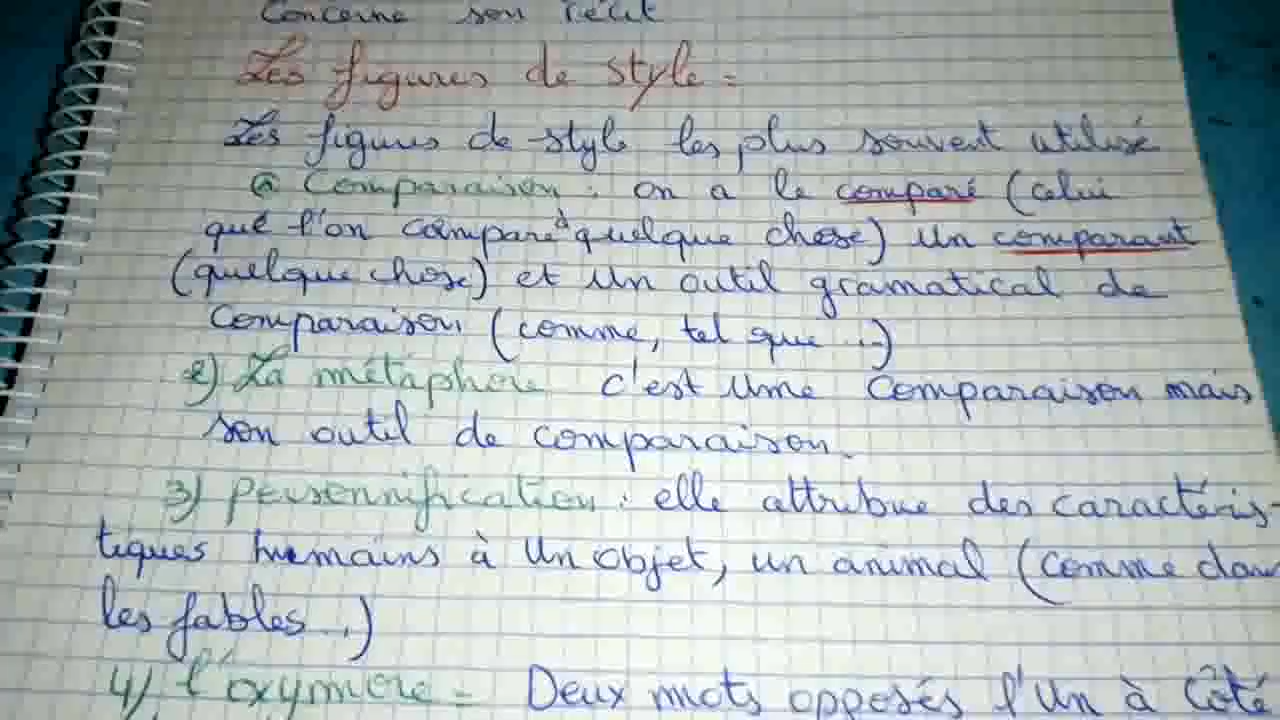 Concerne son récit
Les figures de style =
Les figures de style les plus souvent utilisé
Comparaison : on a le comparé (celui
que l'on compare à quelque chose) un comparant
(quelque chose) et un outil gramatical de
Comparaison (comme, tel que ...)
2) La métaphore c'est une comparaison mais
son outil de comparaison.
3) Personnification : elle attribue des caractéris-
tiques humains à un objet, un animal (comme dans
les fables...)
4) l'oxymore = Deux mots opposés l'un à côté